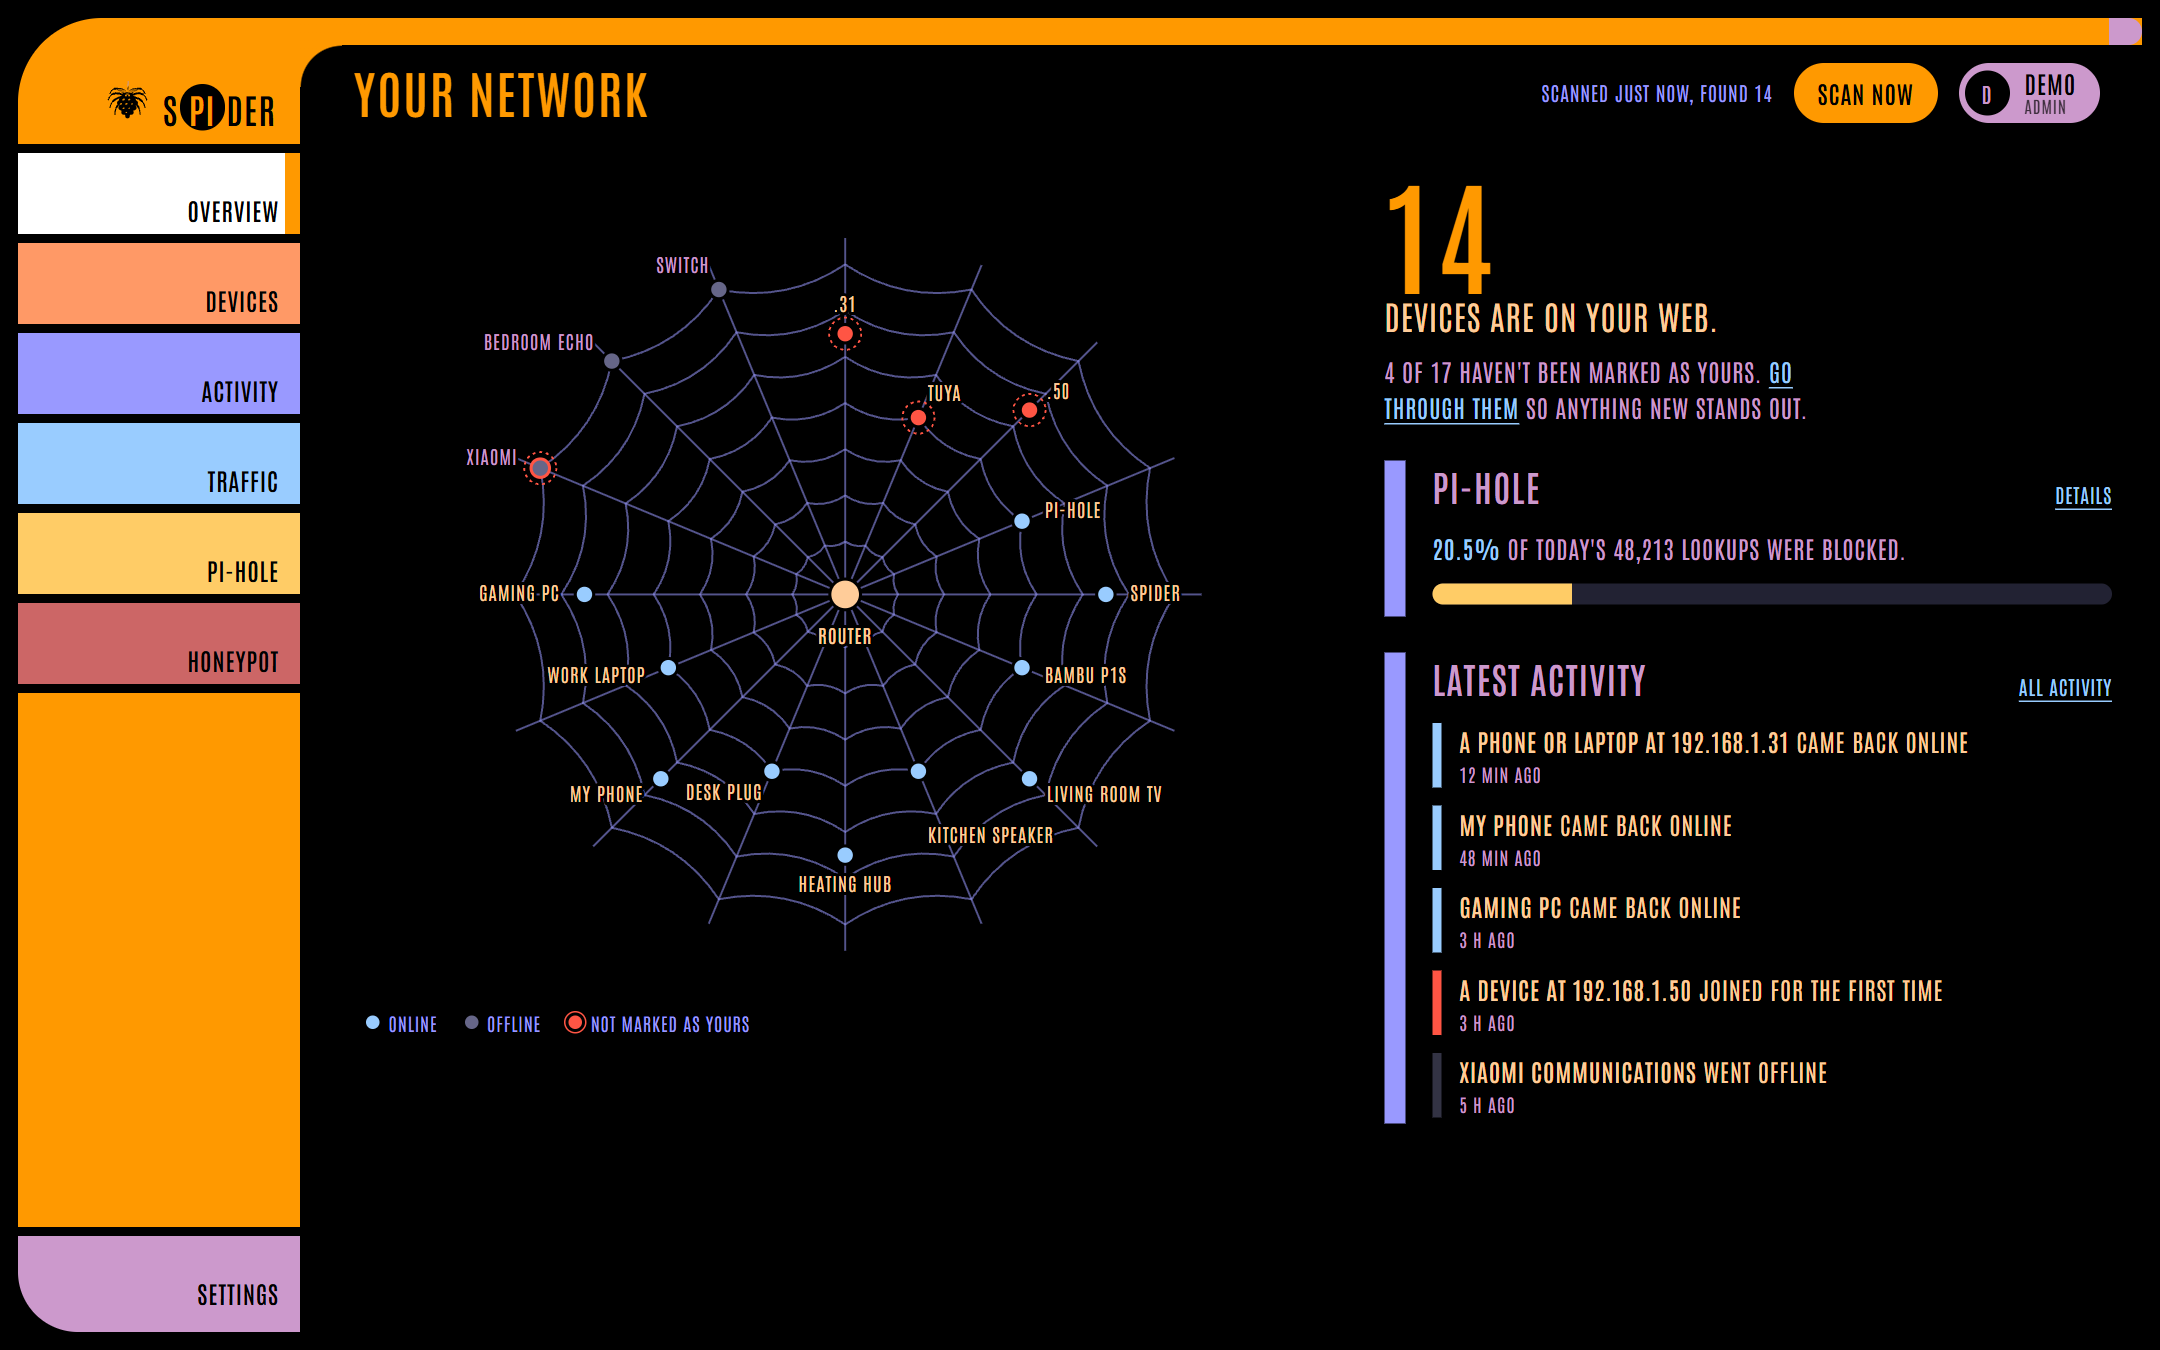 SPIDER
YOUR NETWORK
SCANNED JUST NOW, FOUND 14
SCAN NOW
D
DEMO
ADMIN
OVERVIEW
DEVICES
ACTIVITY
TRAFFIC
PI-HOLE
HONEYPOT
SETTINGS
SWITCH
.31
BEDROOM ECHO
TUYA
.50
XIAOMI
PI-HOLE
GAMING PC
SPIDER
ROUTER
WORK LAPTOP
BAMBU P1S
MY PHONE
DESK PLUG
LIVING ROOM TV
KITCHEN SPEAKER
HEATING HUB
ONLINE
OFFLINE
NOT MARKED AS YOURS
14
DEVICES ARE ON YOUR WEB.
4 OF 17 HAVEN'T BEEN MARKED AS YOURS. GO
THROUGH THEM SO ANYTHING NEW STANDS OUT.
PI-HOLE
DETAILS
20.5% OF TODAY'S 48,213 LOOKUPS WERE BLOCKED.
LATEST ACTIVITY
ALL ACTIVITY
A PHONE OR LAPTOP AT 192.168.1.31 CAME BACK ONLINE
12 MIN AGO
MY PHONE CAME BACK ONLINE
48 MIN AGO
GAMING PC CAME BACK ONLINE
3 H AGO
A DEVICE AT 192.168.1.50 JOINED FOR THE FIRST TIME
3 H AGO
XIAOMI COMMUNICATIONS WENT OFFLINE
5 H AGO